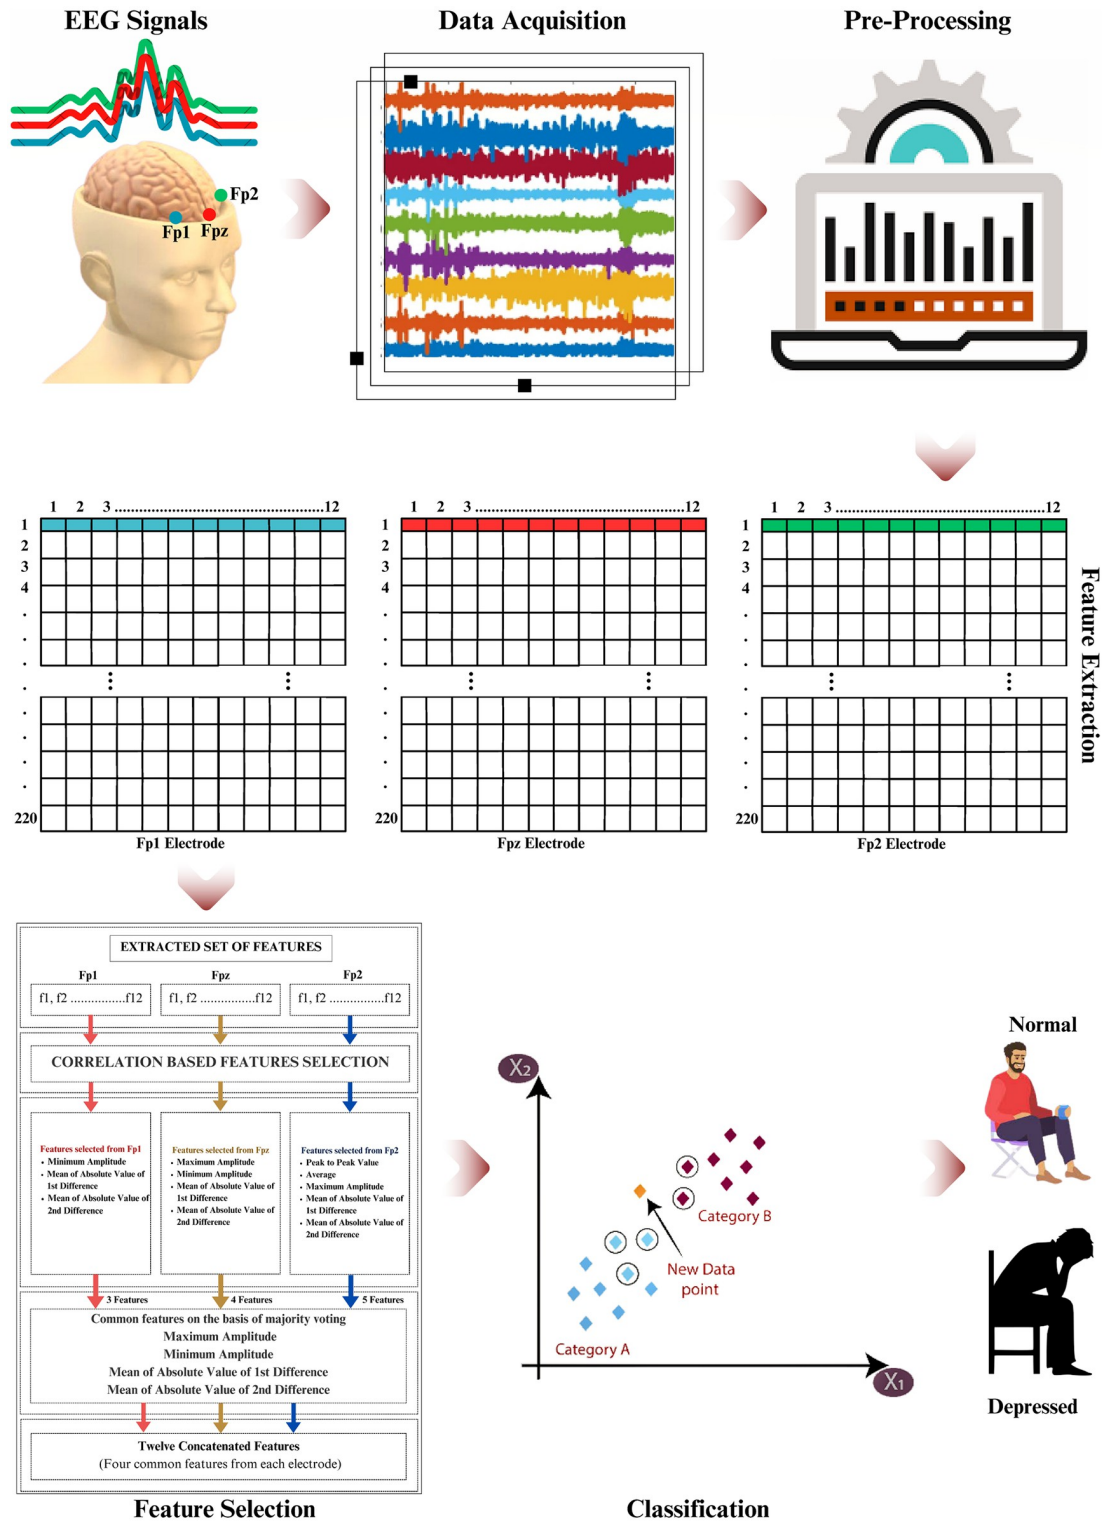 EEG Signals
Data Acquisition
Pre-Processing
Fp2
Fp1
Fpz
1 2 3 ..................................................12
1
2
3
4
.
.
.
.
.
.
.
.
220
Fp1 Electrode
1 2 3 ..................................................12
1
2
3
4
.
.
.
.
.
.
.
.
220
Fpz Electrode
1 2 3 ..................................................12
1
2
3
4
.
.
.
.
.
.
.
.
220
Fp2 Electrode
Feature Extraction
EXTRACTED SET OF FEATURES
Fp1 Fpz Fp2
f1, f2 ................f12
f1, f2 ................f12
f1, f2 ................f12
CORRELATION BASED FEATURES SELECTION
Features selected from Fp1
• Minimum Amplitude
• Mean of Absolute Value of
1st Difference
• Mean of Absolute Value of
2nd Difference
Features selected from Fpz
• Maximum Amplitude
• Minimum amplitude
• Mean of Absolute Value of
1st Difference
• Mean of Absolute Value of
2nd Difference
Features selected from Fp2
• Peak to Peak Value
• Average
• Maximum Amplitude
• Mean of Absolute Value of
1st Difference
• Mean of Absolute Value of
2nd Difference
3 Features
4 Features
5 Features
Common features on the basis of majority voting
Maximum Amplitude
Minimum Amplitude
Mean of Absolute Value of 1st Difference
Mean of Absolute Value of 2nd Difference
Twelve Concatenated Features
(Four common features from each electrode)
Feature Selection
X₂
Category B
New Data
point
Category A
X₁
Classification
Normal
Depressed